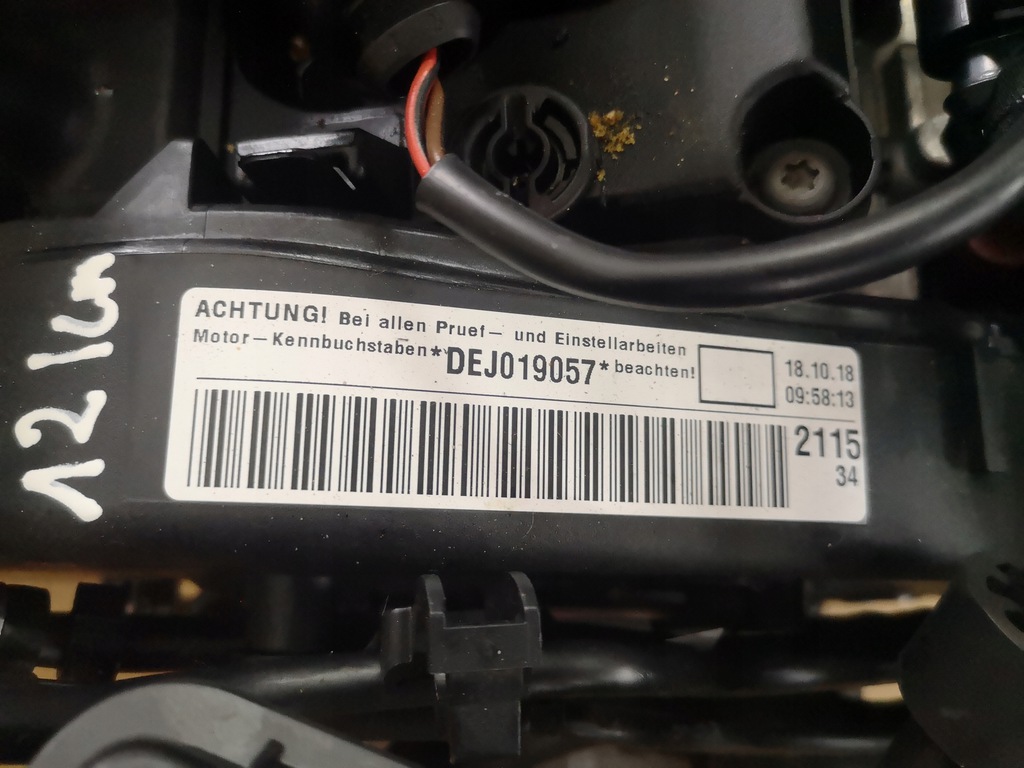 ACHTUNG! Bei allen Pruef- und Einstellarbeiten
Motor-Kennbuchstaben *DEJ019057* beachten!
18.10.18
09:58:13
2115
34